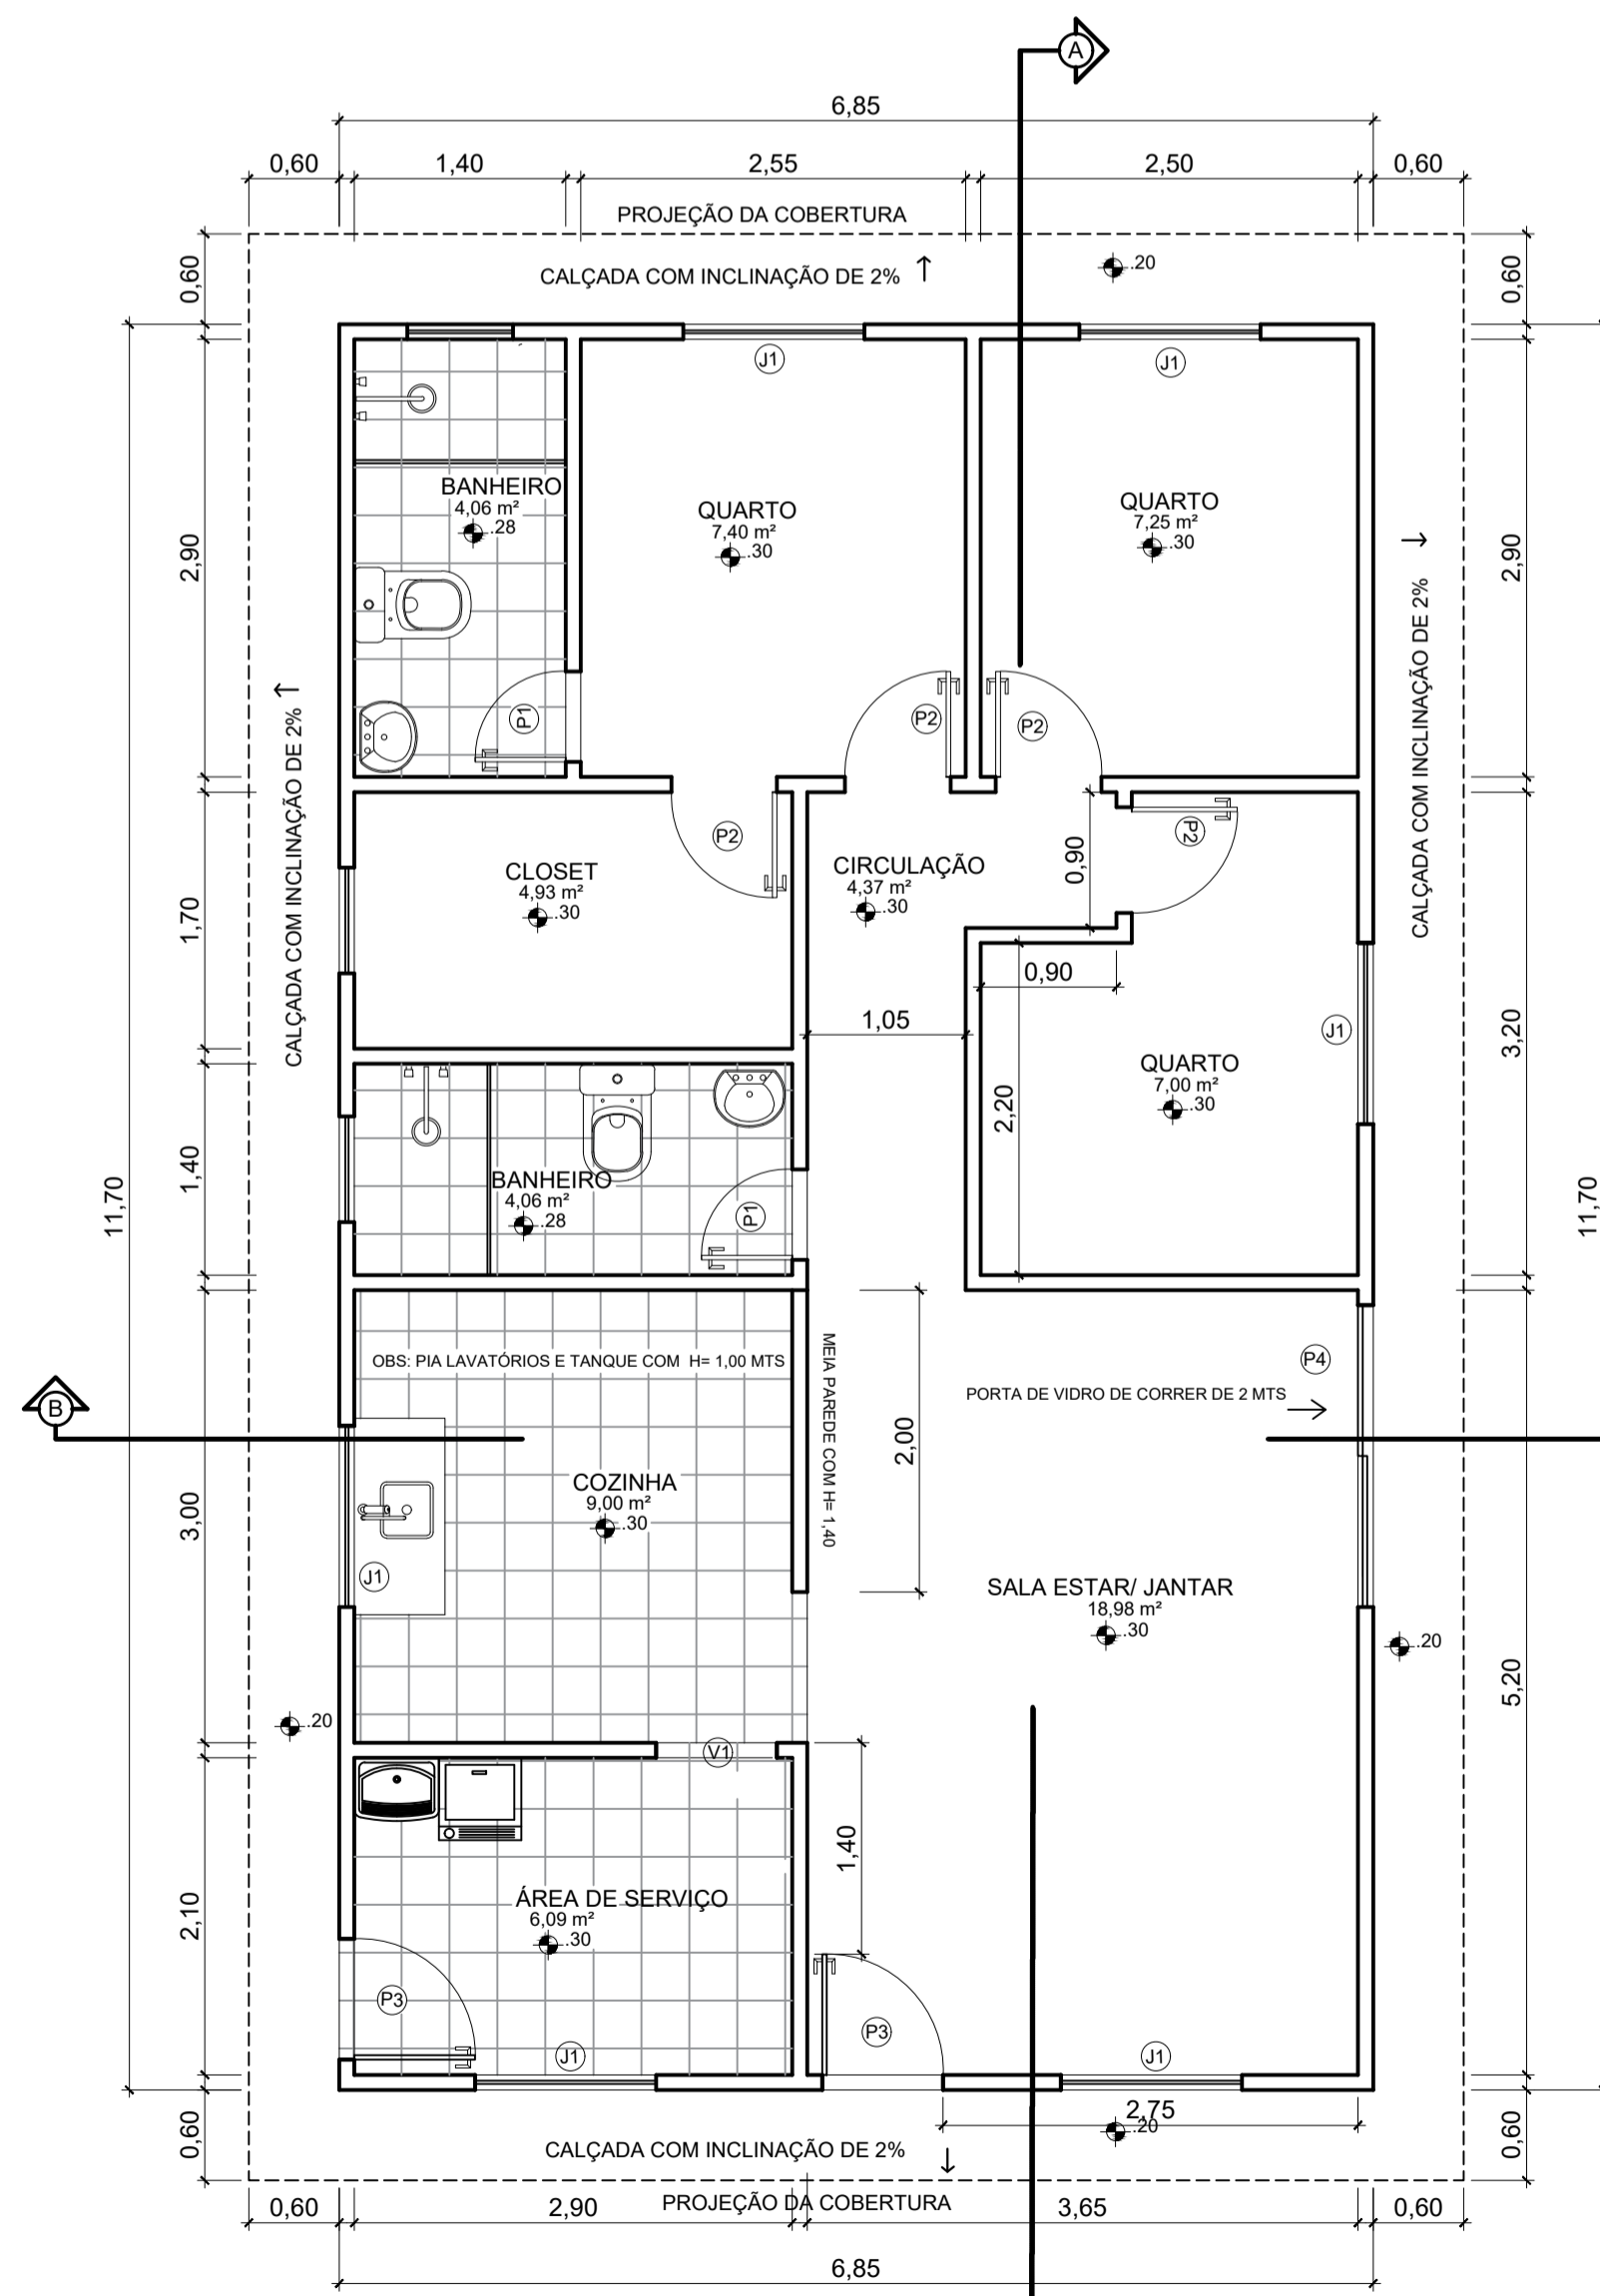 A
6,85
0,60
1,40
2,55
2,50
0,60
PROJEÇÃO DA COBERTURA
0,60
CALÇADA COM INCLINAÇÃO DE 2%
.20
0,60
J1
J1
BANHEIRO
4,06 m²
.28
QUARTO
7,40 m²
.30
QUARTO
7,25 m²
.30
2,90
2,90
CALÇADA COM INCLINAÇÃO DE 2%
CALÇADA COM INCLINAÇÃO DE 2%
P1
P2
P2
P2
P2
CLOSET
4,93 m²
.30
CIRCULAÇÃO
4,37 m²
.30
0,90
1,70
0,90
1,05
J1
3,20
QUARTO
7,00 m²
.30
2,20
1,40
BANHEIRO
4,06 m²
.28
P1
11,70
11,70
OBS: PIA LAVATÓRIOS E TANQUE COM H= 1,00 MTS
MEIA PAREDE COM H= 1,40
P4
PORTA DE VIDRO DE CORRER DE 2 MTS
B
2,00
COZINHA
9,00 m²
.30
3,00
J1
SALA ESTAR/ JANTAR
18,98 m²
.30
.20
5,20
.20
V1
1,40
ÁREA DE SERVIÇO
6,09 m²
.30
2,10
P3
P3
J1
J1
2,75
.20
0,60
CALÇADA COM INCLINAÇÃO DE 2%
0,60
PROJEÇÃO DA COBERTURA
0,60
2,90
3,65
0,60
6,85